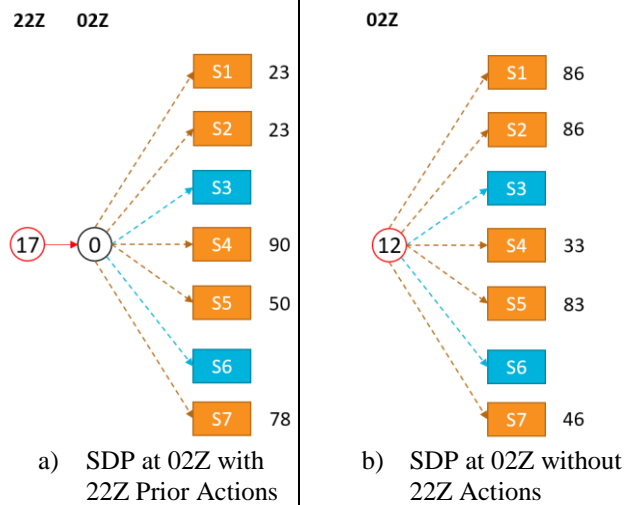 22Z 02Z
S1 23
S2 23
S3
17 0 S4 90
S5 50
S6
S7 78
a) SDP at 02Z with
22Z Prior Actions
02Z
S1 86
S2 86
S3
12 S4 33
S5 83
S6
S7 46
b) SDP at 02Z without
22Z Actions